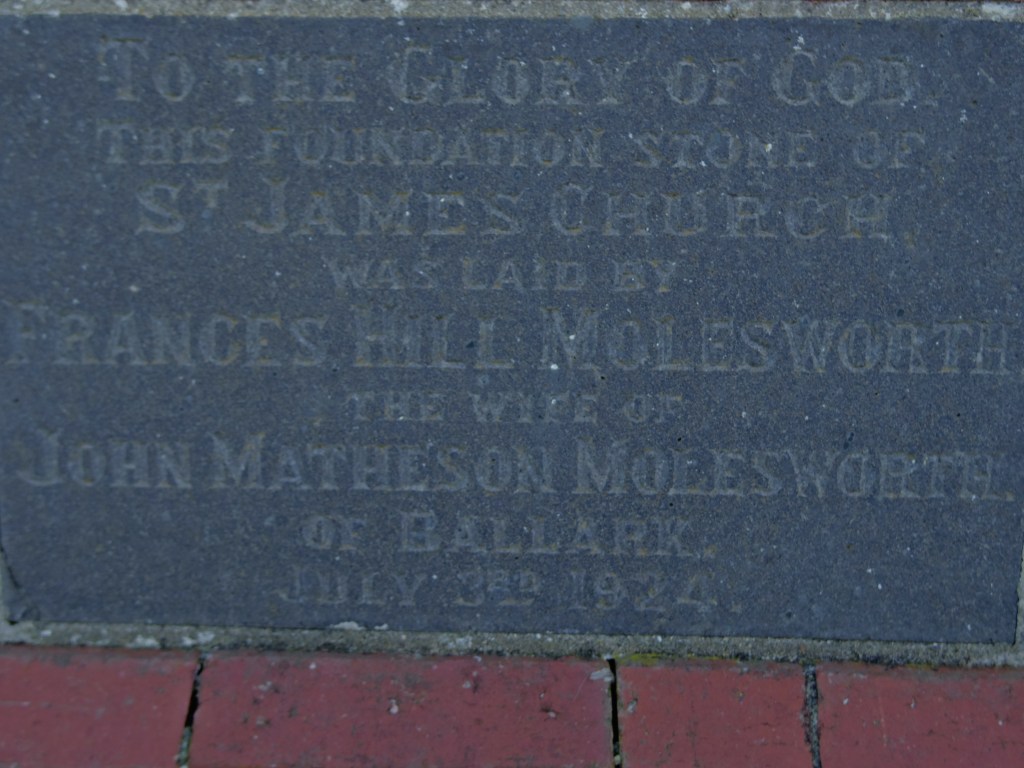 To the Glory of God.
This Foundation Stone of
St James Church,
was laid by
Frances Hill Molesworth
the wife of
John Matheson Molesworth.
of Ballark.
July 3rd 1924.